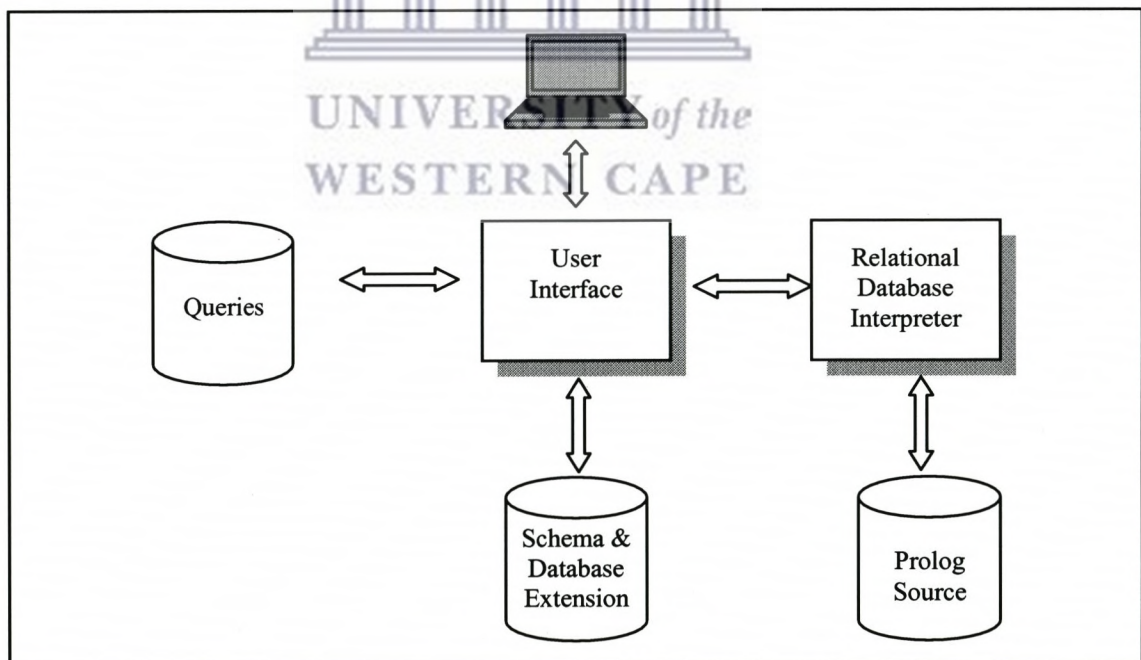 UNIVERSITY of the
WESTERN CAPE
Queries
User
Interface
Relational
Database
Interpreter
Schema &
Database
Extension
Prolog
Source